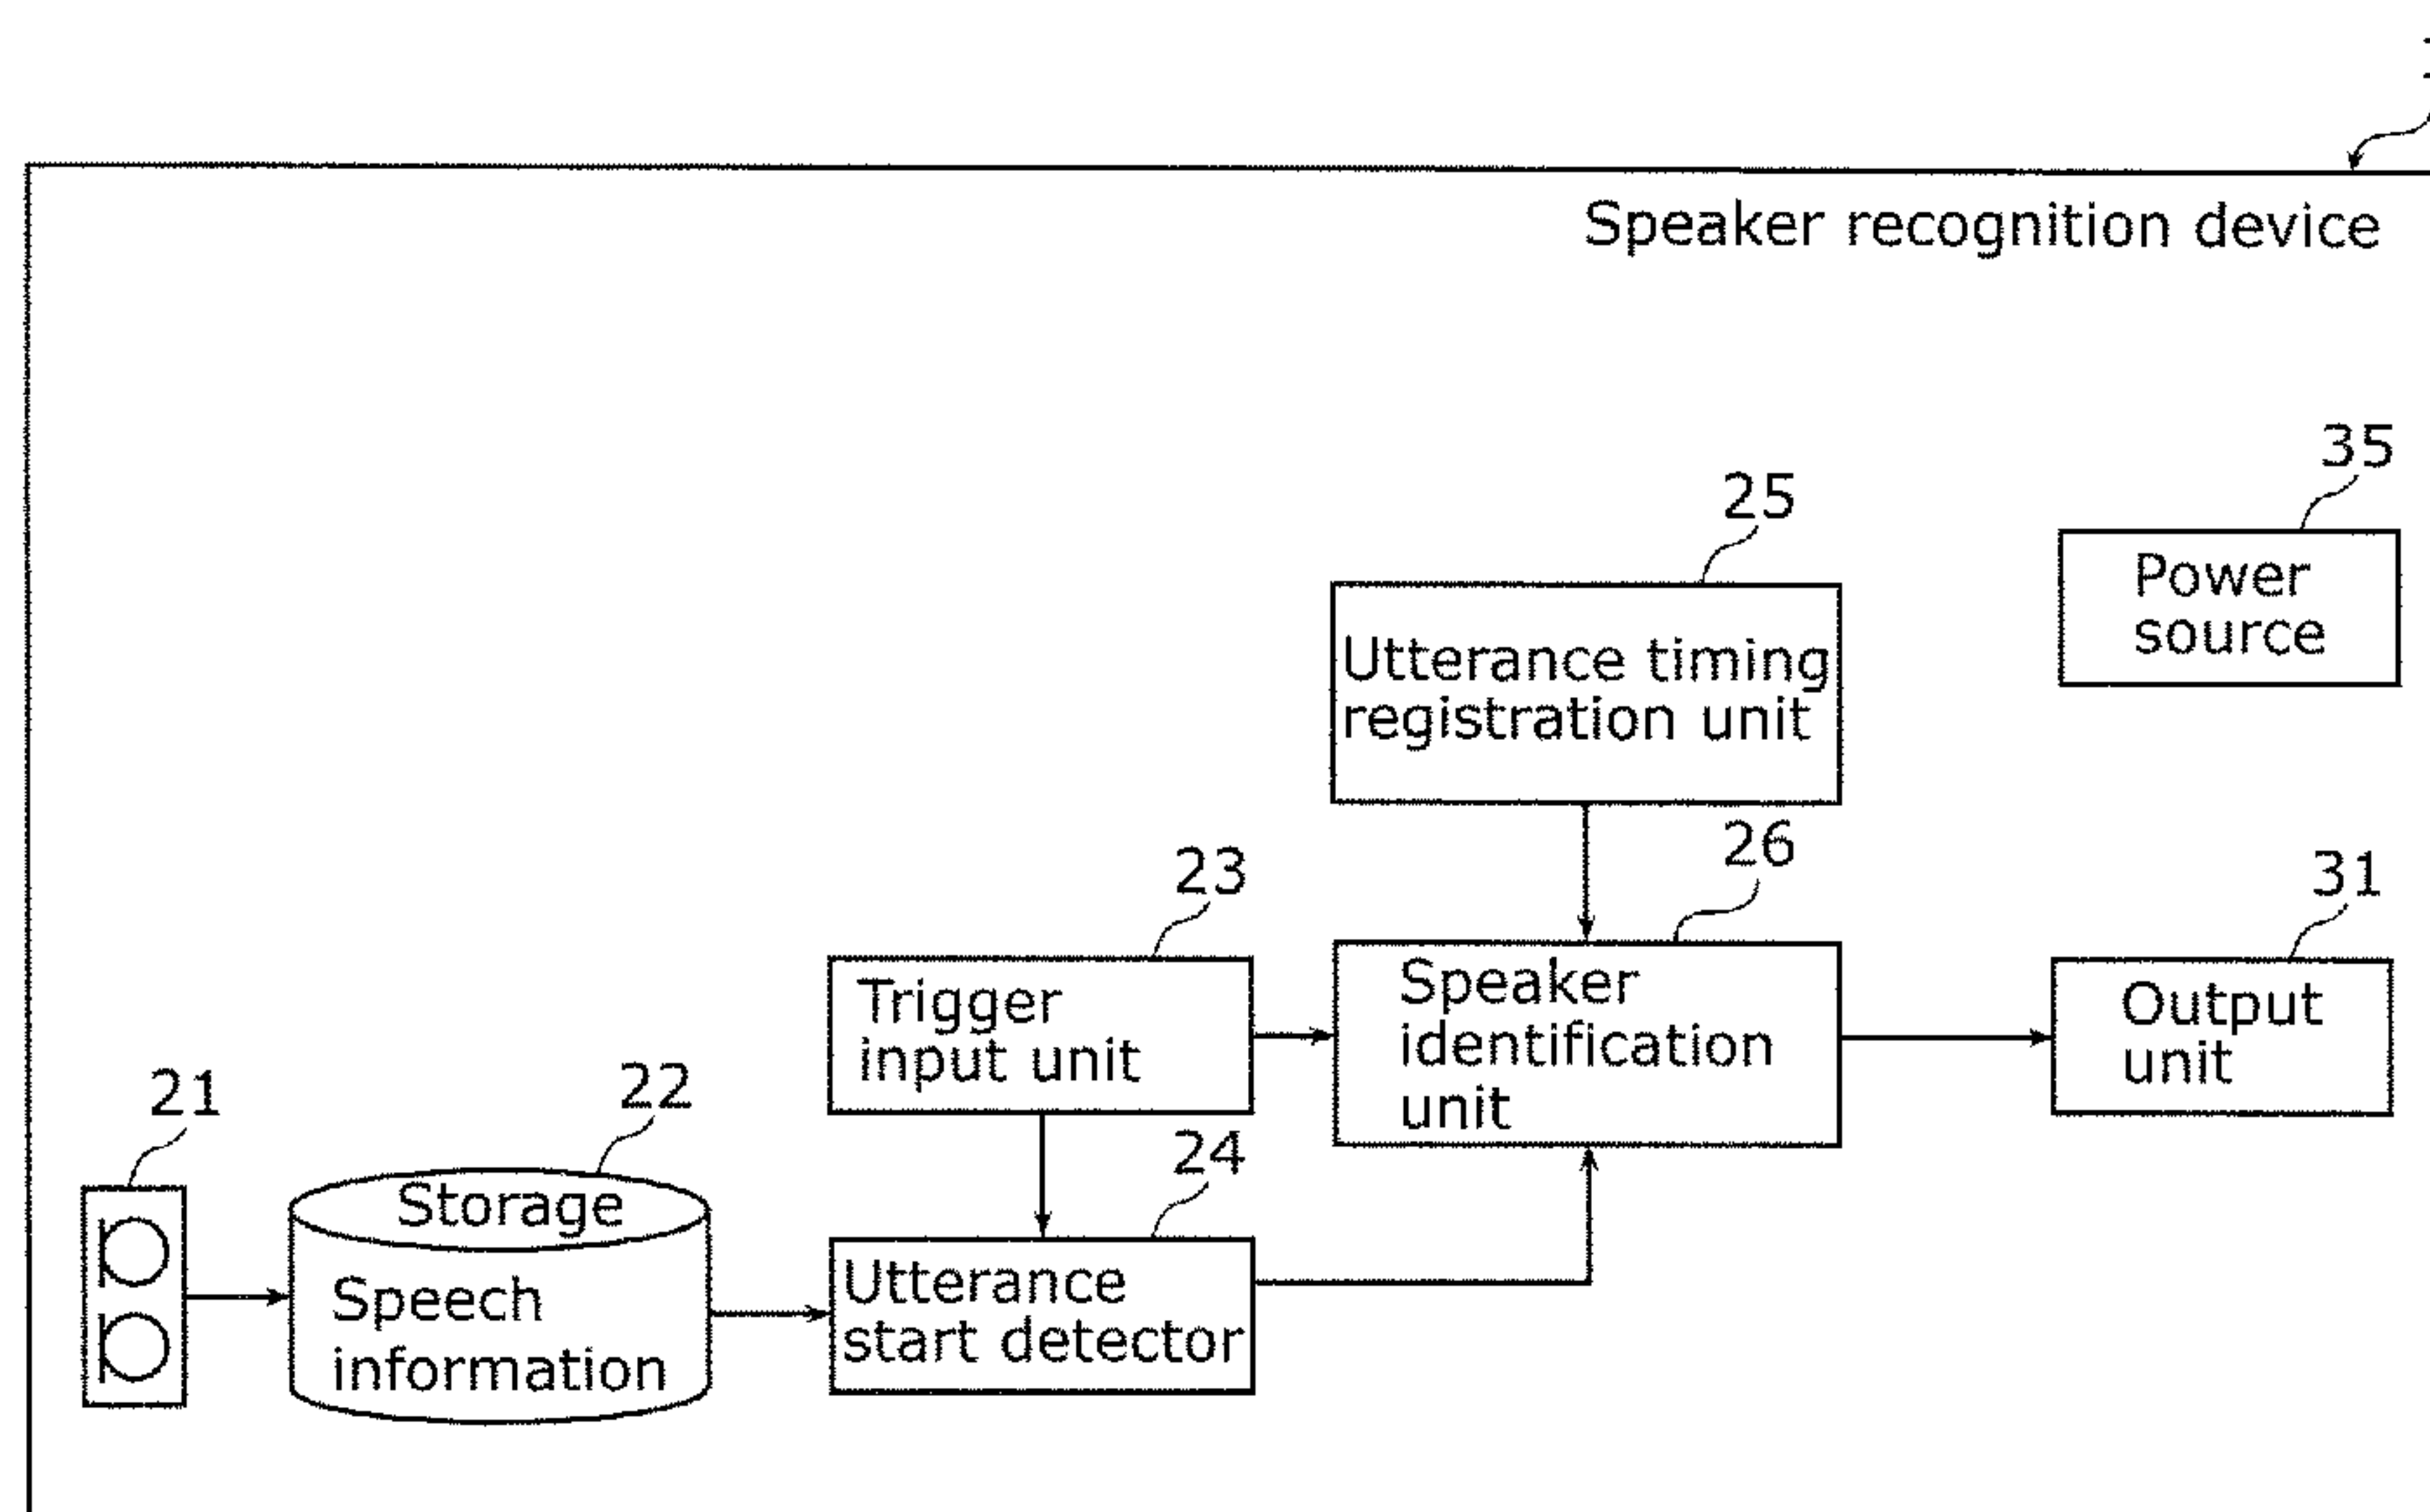 Speaker recognition device
35
25
Power
source
Utterance timing
registration unit
26
23
31
Trigger
input unit
Speaker
identification
unit
Output
unit
21
22
24
Storage
Speech
information
Utterance
start detector